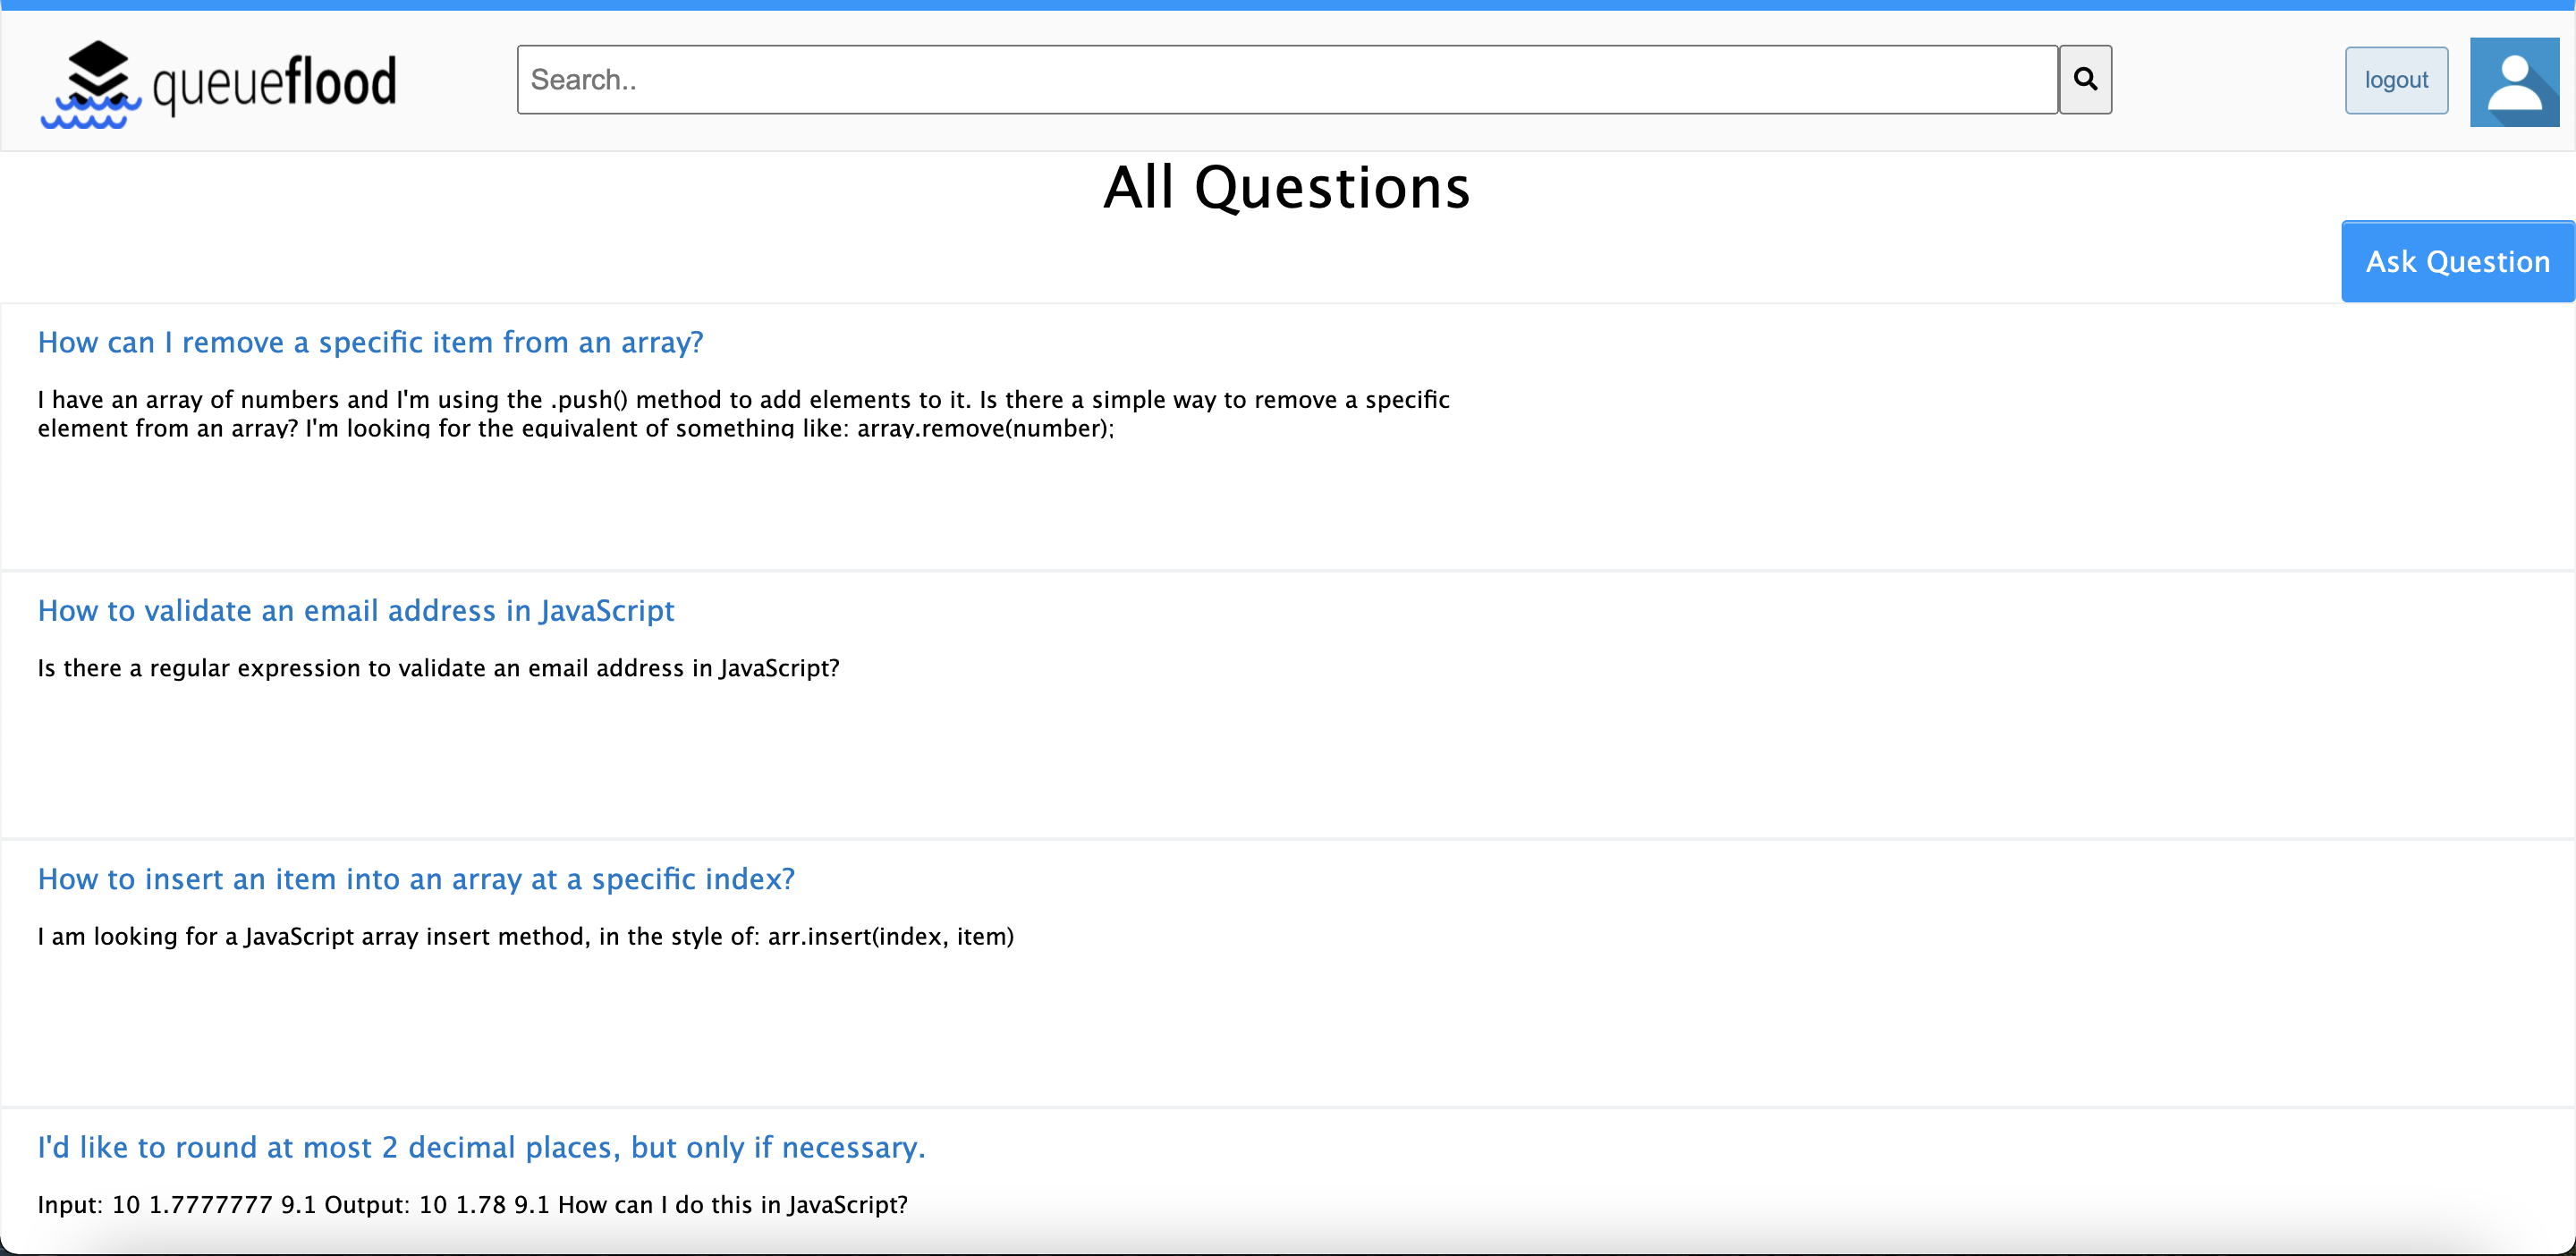 queueflood
Search..
logout
All Questions
Ask Question
How can I remove a specific item from an array?
I have an array of numbers and I'm using the .push() method to add elements to it. Is there a simple way to remove a specific
element from an array? I'm looking for the equivalent of something like: array.remove(number);
How to validate an email address in JavaScript
Is there a regular expression to validate an email address in JavaScript?
How to insert an item into an array at a specific index?
I am looking for a JavaScript array insert method, in the style of: arr.insert(index, item)
I'd like to round at most 2 decimal places, but only if necessary.
Input: 10 1.7777777 9.1 Output: 10 1.78 9.1 How can I do this in JavaScript?